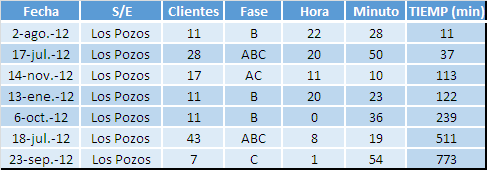 Fecha S/E Clientes Fase Hora Minuto TIEMP (min)
2-ago.-12 Los Pozos 11 B 22 28 11
17-jul.-12 Los Pozos 28 ABC 20 50 37
14-nov.-12 Los Pozos 17 AC 11 10 113
13-ene.-12 Los Pozos 11 B 20 23 122
6-oct.-12 Los Pozos 11 B 0 36 239
18-jul.-12 Los Pozos 43 ABC 8 19 511
23-sep.-12 Los Pozos 7 C 1 54 773